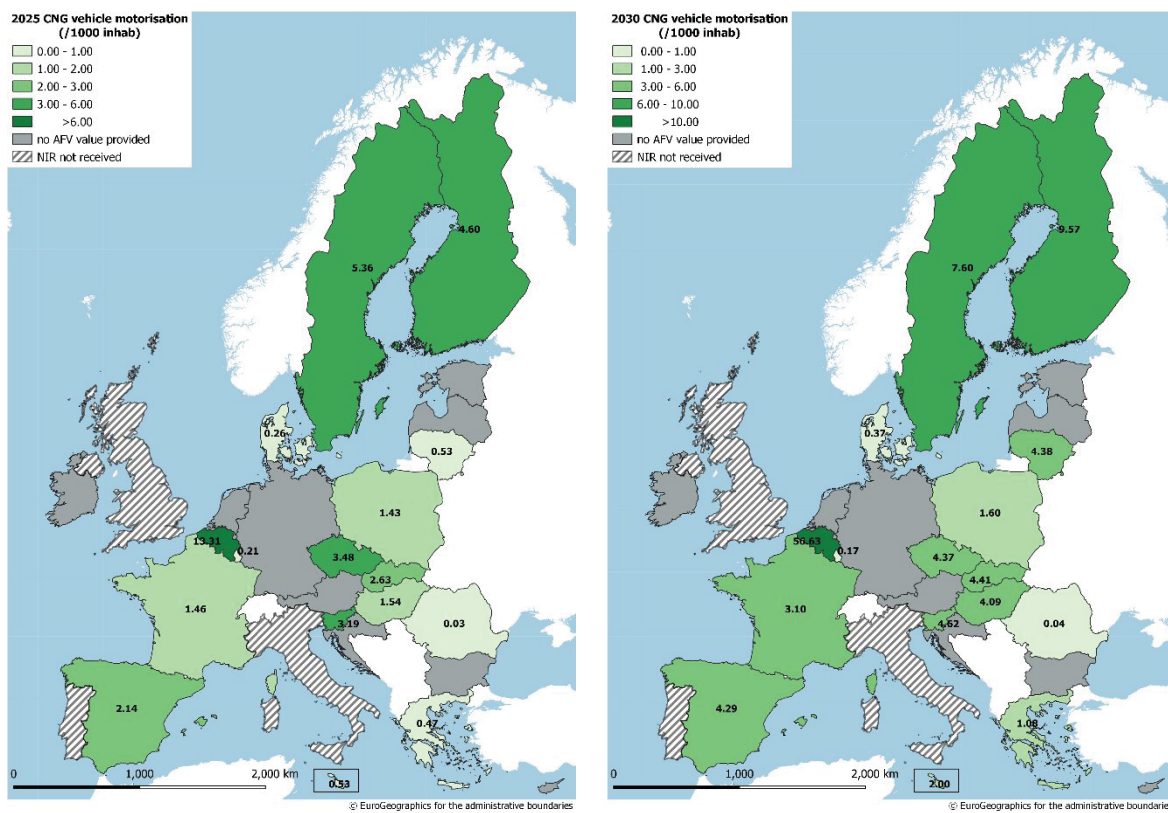 2025 CNG vehicle motorisation
(/1000 inhab)
0.00 - 1.00
1.00 - 2.00
2.00 - 3.00
3.00 - 6.00
>6.00
no AFV value provided
NIR not received
4.60
5.36
0.26
0.53
1.43
13.31
0.21
3.48
2.63
1.46
1.54
3.19
0.03
2.14
0.47
0 1,000 2,000 km
0.53
© EuroGeographics for the administrative boundaries
2030 CNG vehicle motorisation
(/1000 inhab)
0.00 - 1.00
1.00 - 3.00
3.00 - 6.00
6.00 - 10.00
>10.00
no AFV value provided
NIR not received
9.57
7.60
0.37
4.38
1.60
56.63
0.17
4.37
4.41
3.10
4.09
4.62
0.04
4.29
1.08
0 1,000 2,000 km
2.00
© EuroGeographics for the administrative boundaries